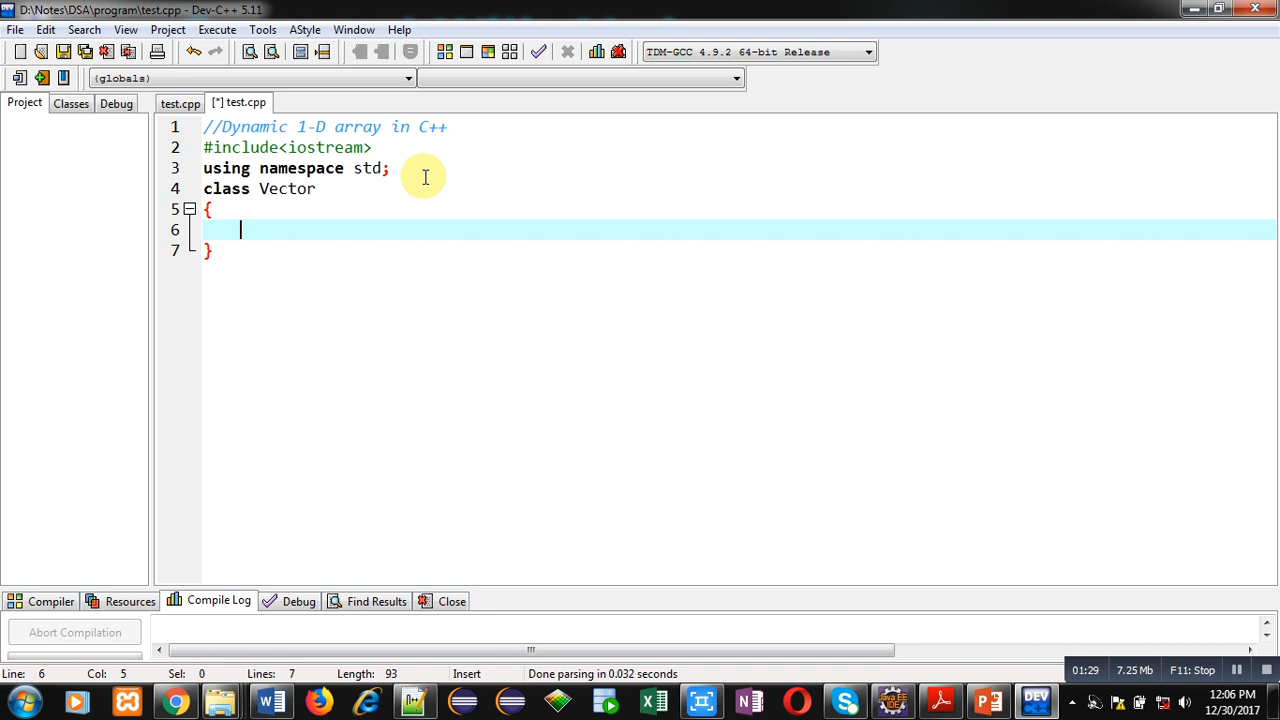 D:\Notes\DSA\program\test.cpp - Dev-C++ 5.11
File Edit Search View Project Execute Tools AStyle Window Help
TDM-GCC 4.9.2 64-bit Release
(globals)
Project Classes Debug test.cpp [*] test.cpp
1 //Dynamic 1-D array in C++
2 #include<iostream>
3 using namespace std;
4 class Vector
5 {
6
7 }
Compiler Resources Compile Log Debug Find Results Close
Abort Compilation
Line: 6 Col: 5 Sel: 0 Lines: 7 Length: 93 Insert Done parsing in 0.032 seconds
01:29 7.25 Mb F11: Stop
12:06 PM
12/30/2017